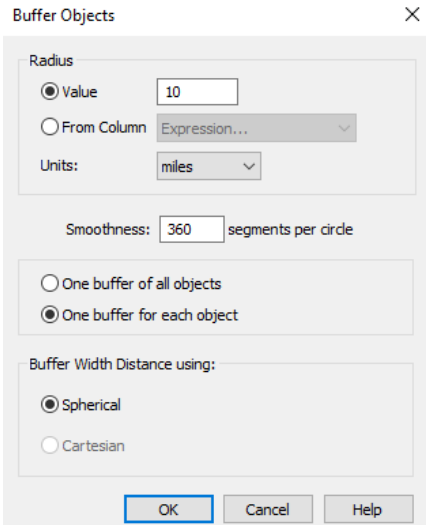 Buffer Objects
Radius
Value 10
From Column Expression...
Units: miles
Smoothness: 360 segments per circle
One buffer of all objects
One buffer for each object
Buffer Width Distance using:
Spherical
Cartesian
OK Cancel Help